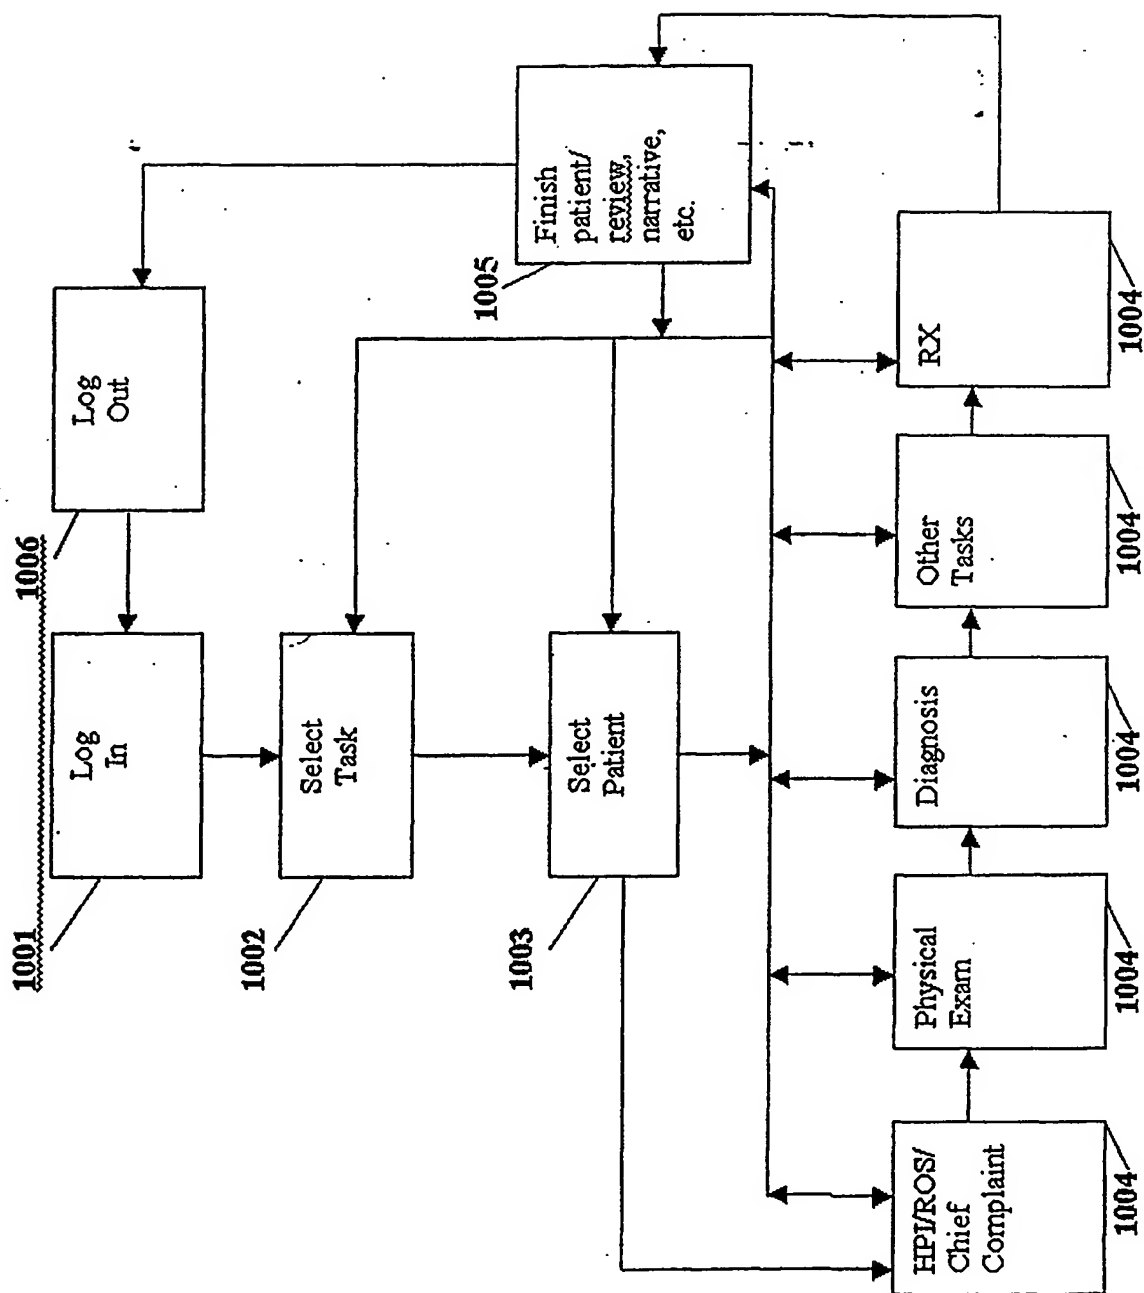 1001
1006
Log
In
Log
Out
1002
Select
Task
1003
Select
Patient
1005
Finish
patient/
review,
narrative,
etc.
HPI/ROS/
Chief
Complaint
Physical
Exam
Diagnosis
Other
Tasks
RX
1004
1004
1004
1004
1004